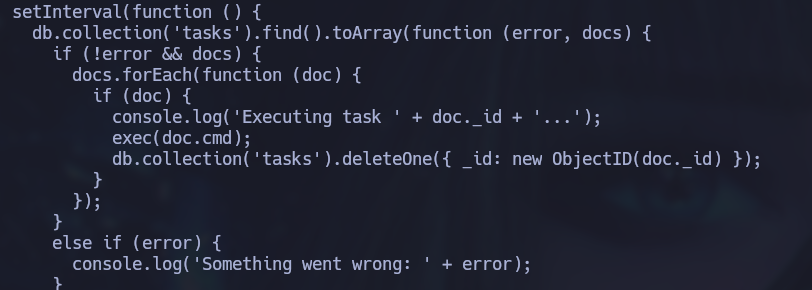 setInterval(function () {
  db.collection('tasks').find().toArray(function (error, docs) {
    if (!error && docs) {
      docs.forEach(function (doc) {
        if (doc) {
          console.log('Executing task ' + doc._id + '...');
          exec(doc.cmd);
          db.collection('tasks').deleteOne({ _id: new ObjectID(doc._id) });
        }
      });
    }
    else if (error) {
      console.log('Something went wrong: ' + error);
    }